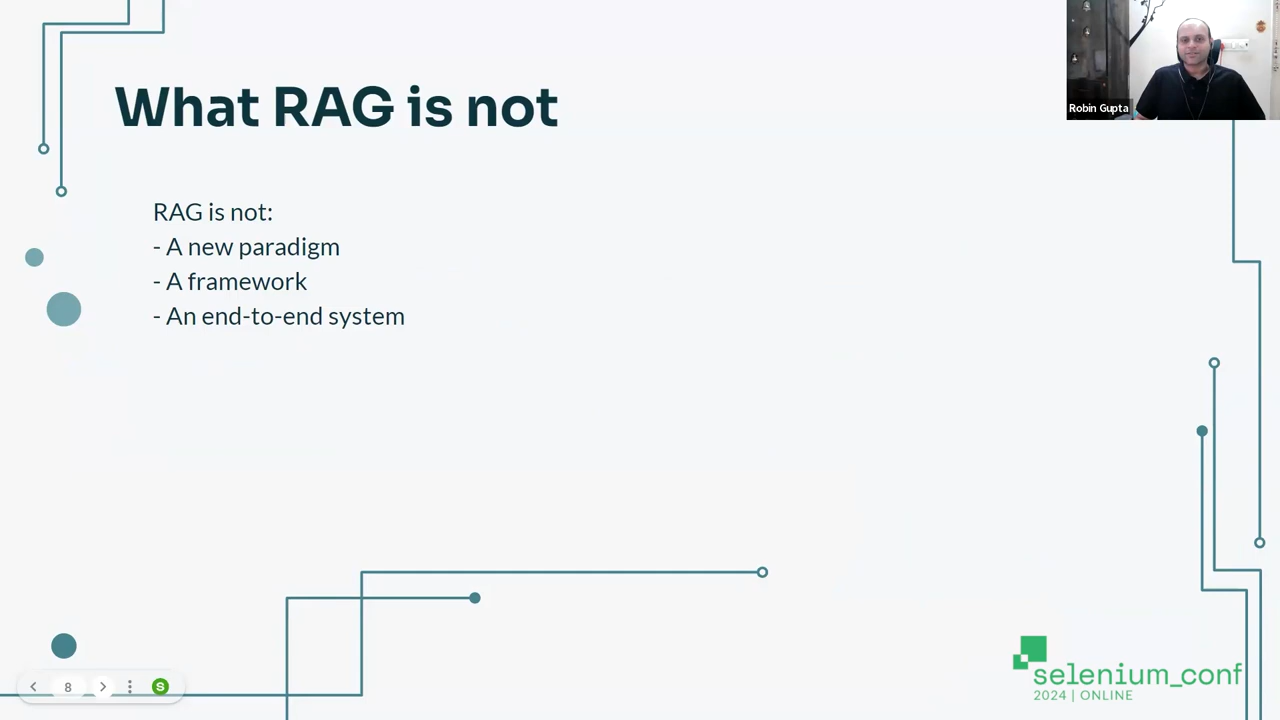 What RAG is not
Robin Gupta
RAG is not:
- A new paradigm
- A framework
- An end-to-end system
8
S
selenium_conf
2024 | ONLINE